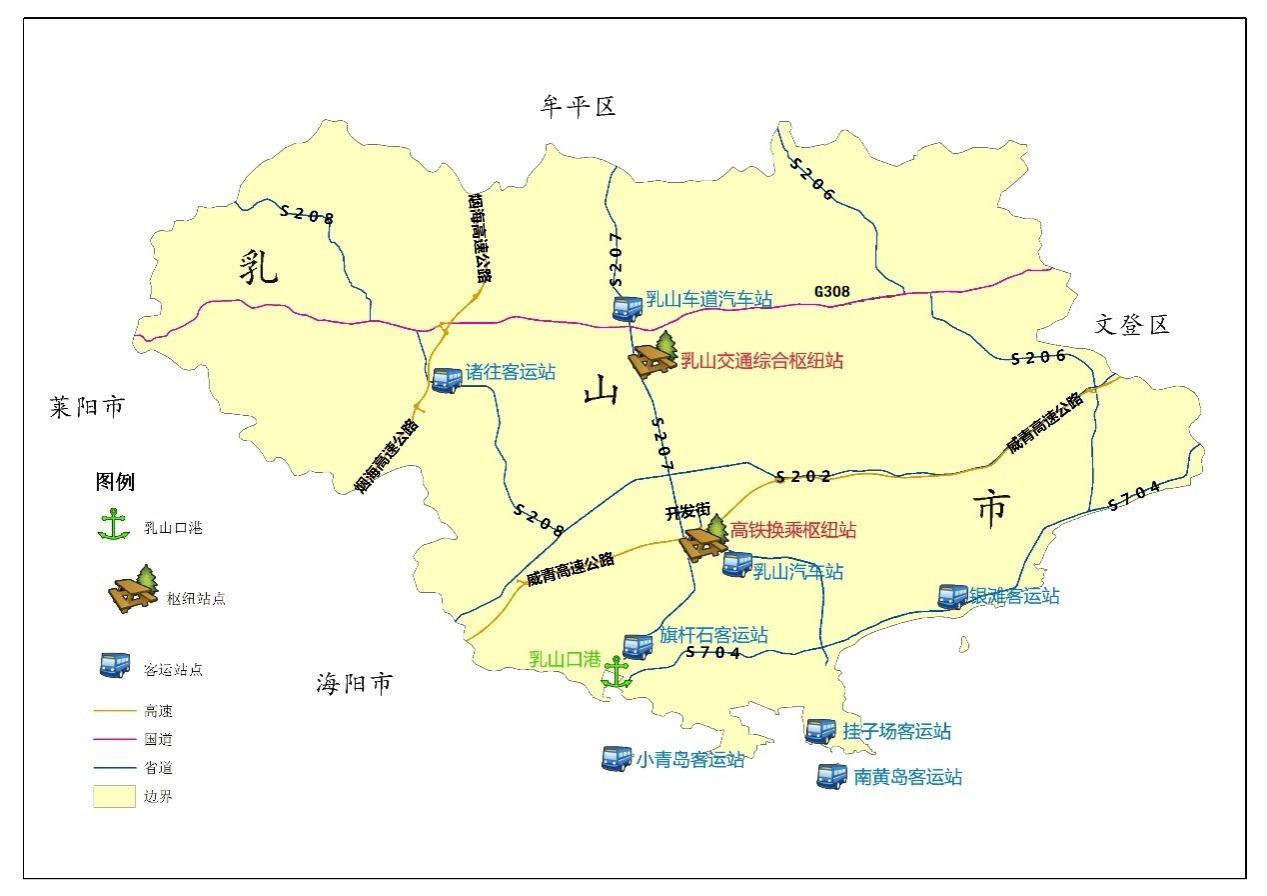 牟平区
S206
S208
烟海高速公路
乳
S207
G308
乳山车道汽车站
文登区
乳山交通综合枢纽站
S206
诸往客运站
山
莱阳市
威青高速公路
S207
烟海高速公路
S202
图例
市
S704
开发街
S208
乳山口港
高铁换乘枢纽站
威青高速公路
乳山汽车站
枢纽站点
银滩客运站
旗杆石客运站
S704
乳山口港
客运站点
海阳市
高速
挂子场客运站
国道
小青岛客运站
省道
南黄岛客运站
边界